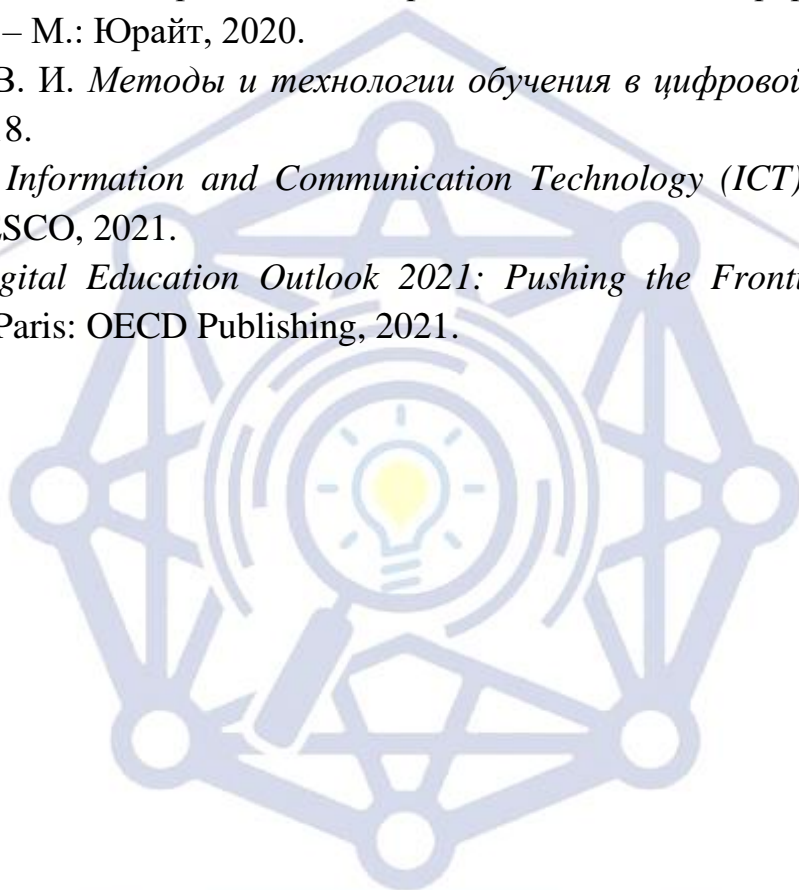 – М.: Юрайт, 2020.
В. И. Методы и технологии обучения в цифровой
8.
Information and Communication Technology (ICT)
SCO, 2021.
gital Education Outlook 2021: Pushing the Fronti
Paris: OECD Publishing, 2021.